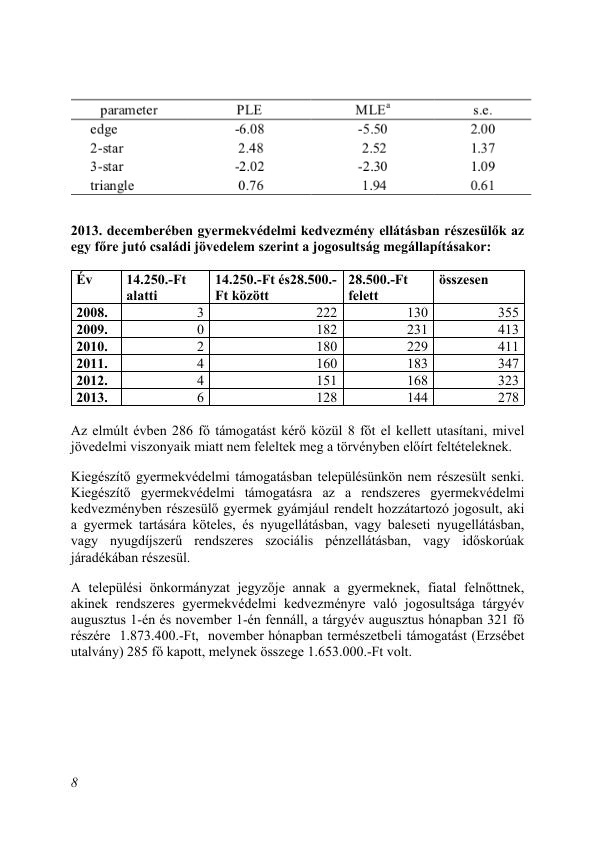 parameter PLE MLEa s.e.
edge -6.08 -5.50 2.00
2-star 2.48 2.52 1.37
3-star -2.02 -2.30 1.09
triangle 0.76 1.94 0.61
2013. decemberében gyermekvédelmi kedvezmény ellátásban részesülők az
egy főre jutó családi jövedelem szerint a jogosultság megállapításakor:
Év 14.250.-Ft alatti 14.250.-Ft és28.500.-Ft között 28.500.-Ft felett összesen
2008. 3 222 130 355
2009. 0 182 231 413
2010. 2 180 229 411
2011. 4 160 183 347
2012. 4 151 168 323
2013. 6 128 144 278
Az elmúlt évben 286 fő támogatást kérő közül 8 főt el kellett utasítani, mivel
jövedelmi viszonyaik miatt nem feleltek meg a törvényben előírt feltételeknek.
Kiegészítő gyermekvédelmi támogatásban településünkön nem részesült senki.
Kiegészítő gyermekvédelmi támogatásra az a rendszeres gyermekvédelmi
kedvezményben részesülő gyermek gyámjául rendelt hozzátartozó jogosult, aki
a gyermek tartására köteles, és nyugellátásban, vagy baleseti nyugellátásban,
vagy nyugdíjszerű rendszeres szociális pénzellátásban, vagy időskorúak
járadékában részesül.
A települési önkormányzat jegyzője annak a gyermeknek, fiatal felnőttnek,
akinek rendszeres gyermekvédelmi kedvezményre való jogosultsága tárgyév
augusztus 1-én és november 1-én fennáll, a tárgyév augusztus hónapban 321 fő
részére 1.873.400.-Ft, november hónapban természetbeli támogatást (Erzsébet
utalvány) 285 fő kapott, melynek összege 1.653.000.-Ft volt.
8